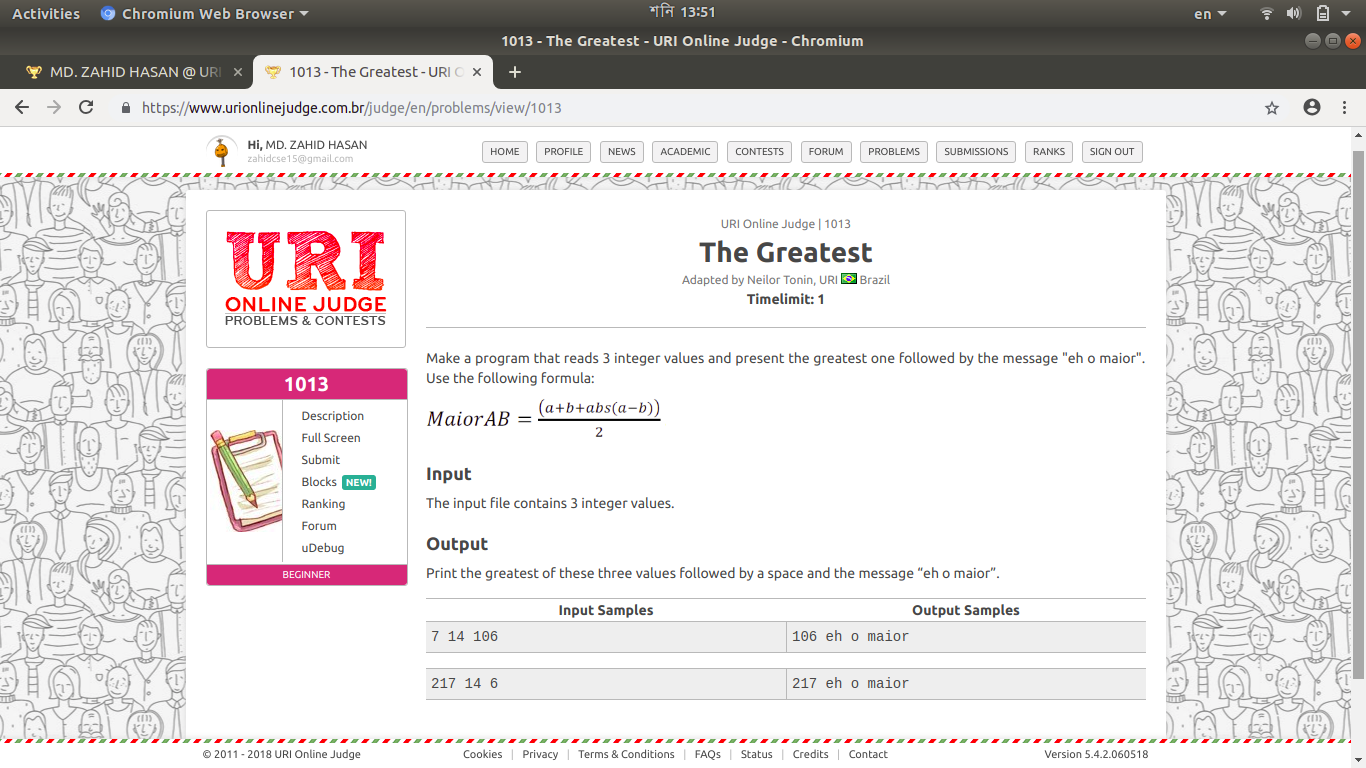 Activities Chromium Web Browser শনি 13:51 en
1013 - The Greatest - URI Online Judge - Chromium
MD. ZAHID HASAN @ URI 1013 - The Greatest - URI O
https://www.urionlinejudge.com.br/judge/en/problems/view/1013
Hi, MD. ZAHID HASAN
zahidcse15@gmail.com
HOME PROFILE NEWS ACADEMIC CONTESTS FORUM PROBLEMS SUBMISSIONS RANKS SIGN OUT
URI
ONLINE JUDGE
PROBLEMS & CONTESTS
1013
Description
Full Screen
Submit
Blocks NEW!
Ranking
Forum
uDebug
BEGINNER
URI Online Judge | 1013
The Greatest
Adapted by Neilor Tonin, URI Brazil
Timelimit: 1
Make a program that reads 3 integer values and present the greatest one followed by the message "eh o maior".
Use the following formula:
MaiorAB = (a+b+abs(a−b))
2
Input
The input file contains 3 integer values.
Output
Print the greatest of these three values followed by a space and the message “eh o maior”.
Input Samples Output Samples
7 14 106 106 eh o maior
217 14 6 217 eh o maior
© 2011 - 2018 URI Online Judge Cookies | Privacy | Terms & Conditions | FAQs | Status | Credits | Contact Version 5.4.2.060518